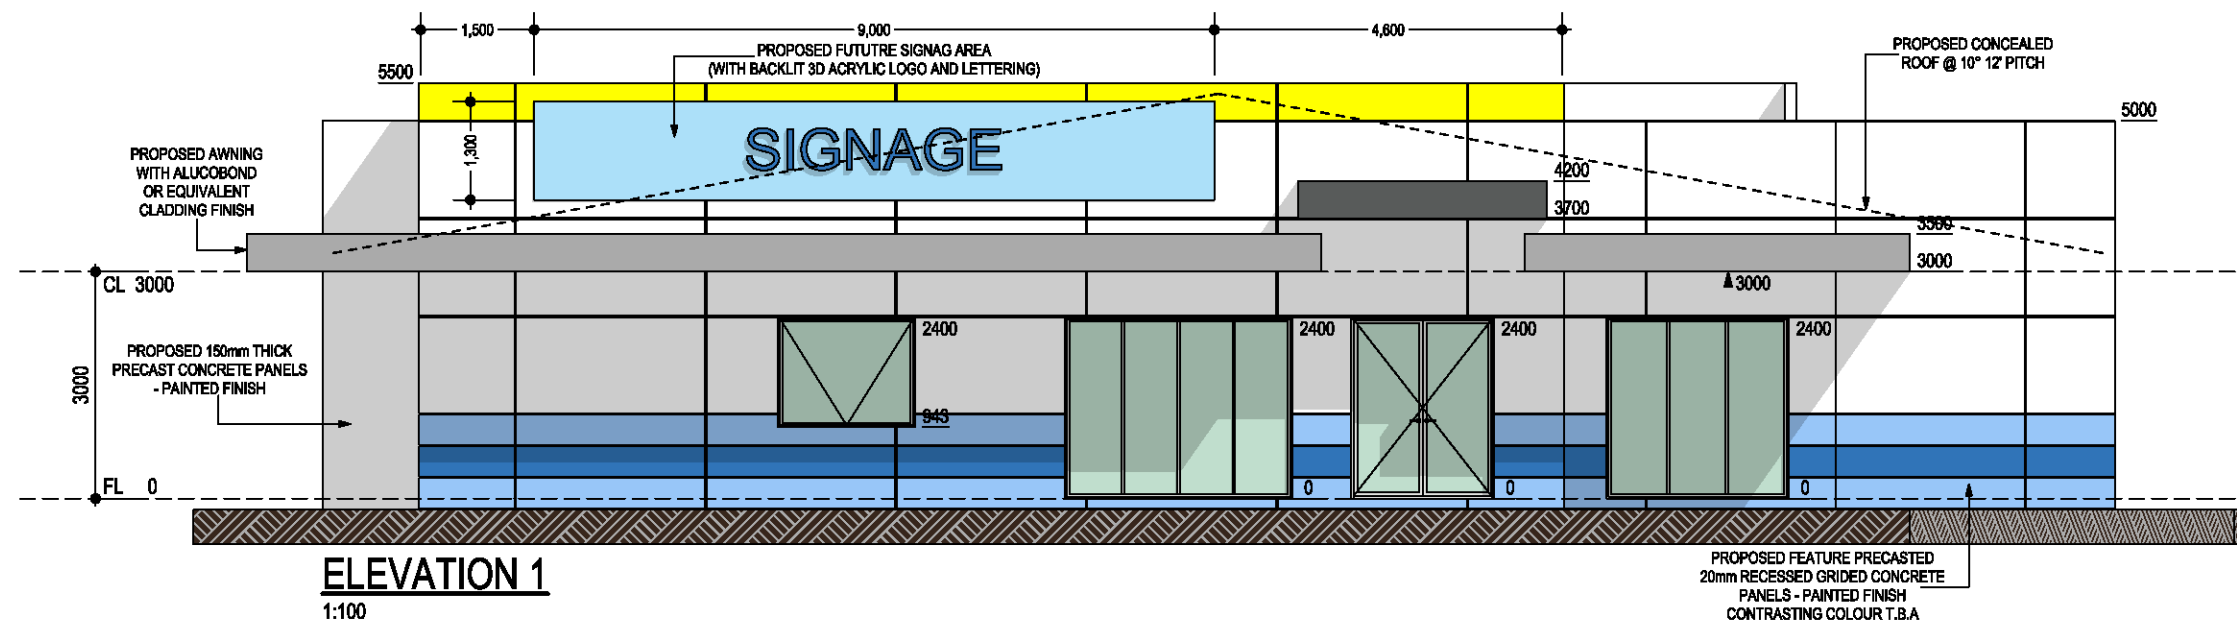 1,500
9,000
4,600
PROPOSED FUTUTRE SIGNAG AREA
(WITH BACKLIT 3D ACRYLIC LOGO AND LETTERING)
PROPOSED CONCEALED
ROOF @ 10° 12' PITCH
5500
5000
1,300
SIGNAGE
PROPOSED AWNING
WITH ALUCOBOND
OR EQUIVALENT
CLADDING FINISH
4200
3700
3500
3000
CL 3000
3000
3000
PROPOSED 150mm THICK
PRECAST CONCRETE PANELS
- PAINTED FINISH
2400
2400
2400
2400
943
FL 0
0
0
0
ELEVATION 1
1:100
PROPOSED FEATURE PRECASTED
20mm RECESSED GRIDED CONCRETE
PANELS - PAINTED FINISH
CONTRASTING COLOUR T.B.A